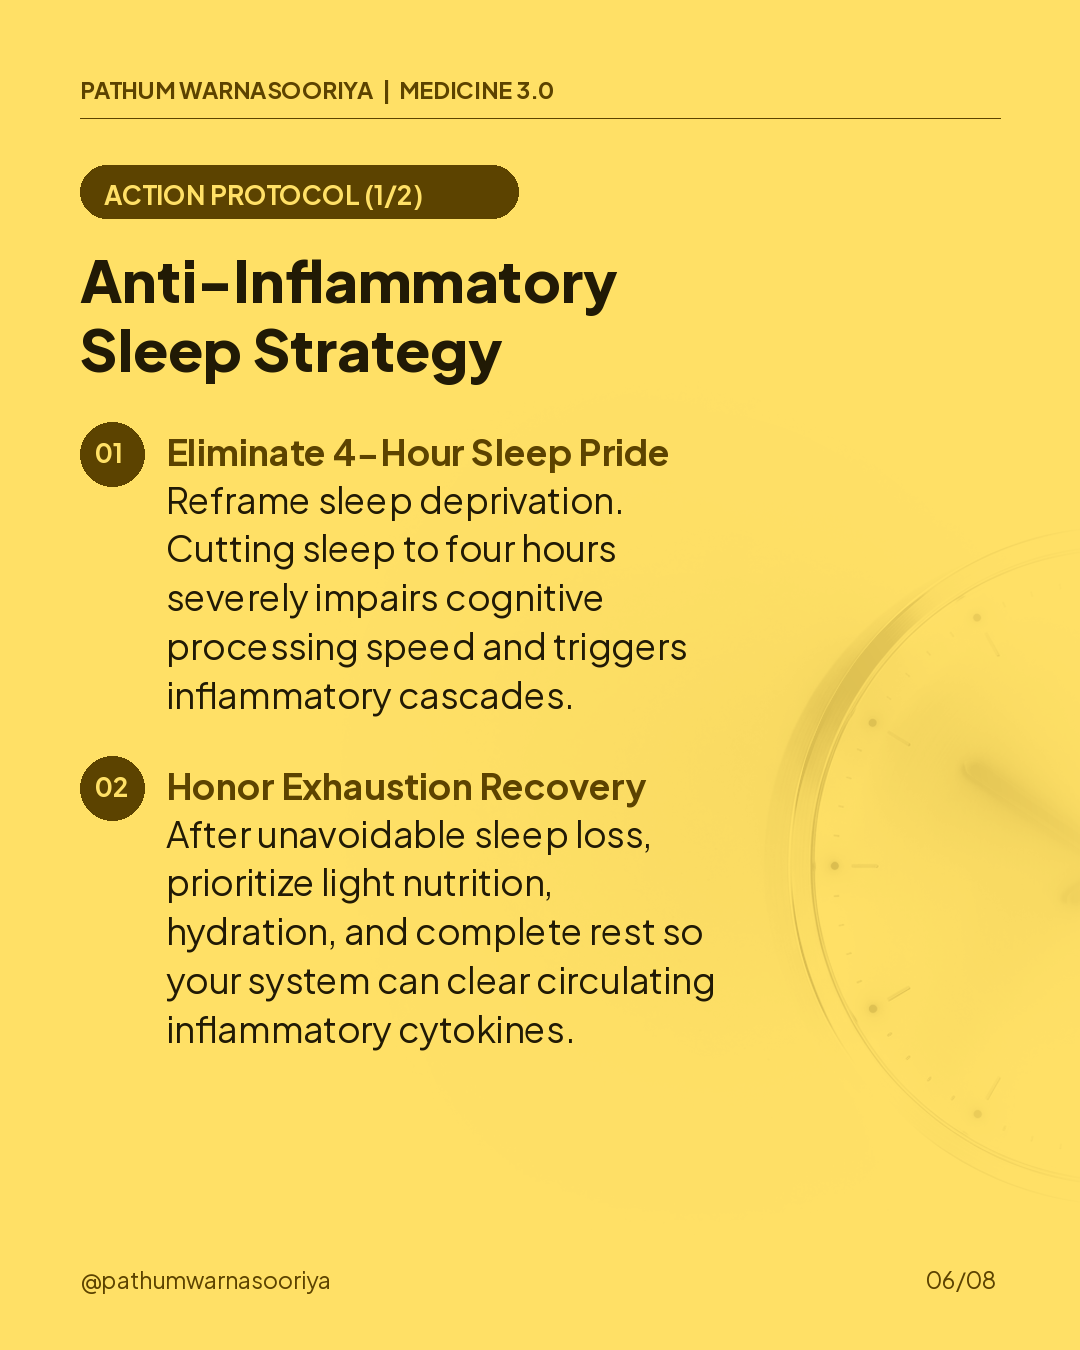 PATHUM WARNASOORIYA | MEDICINE 3.0
ACTION PROTOCOL (1/2)
Anti-Inflammatory
Sleep Strategy
01 Eliminate 4-Hour Sleep Pride
Reframe sleep deprivation.
Cutting sleep to four hours
severely impairs cognitive
processing speed and triggers
inflammatory cascades.
02 Honor Exhaustion Recovery
After unavoidable sleep loss,
prioritize light nutrition,
hydration, and complete rest so
your system can clear circulating
inflammatory cytokines.
@pathumwarnasooriya 06/08